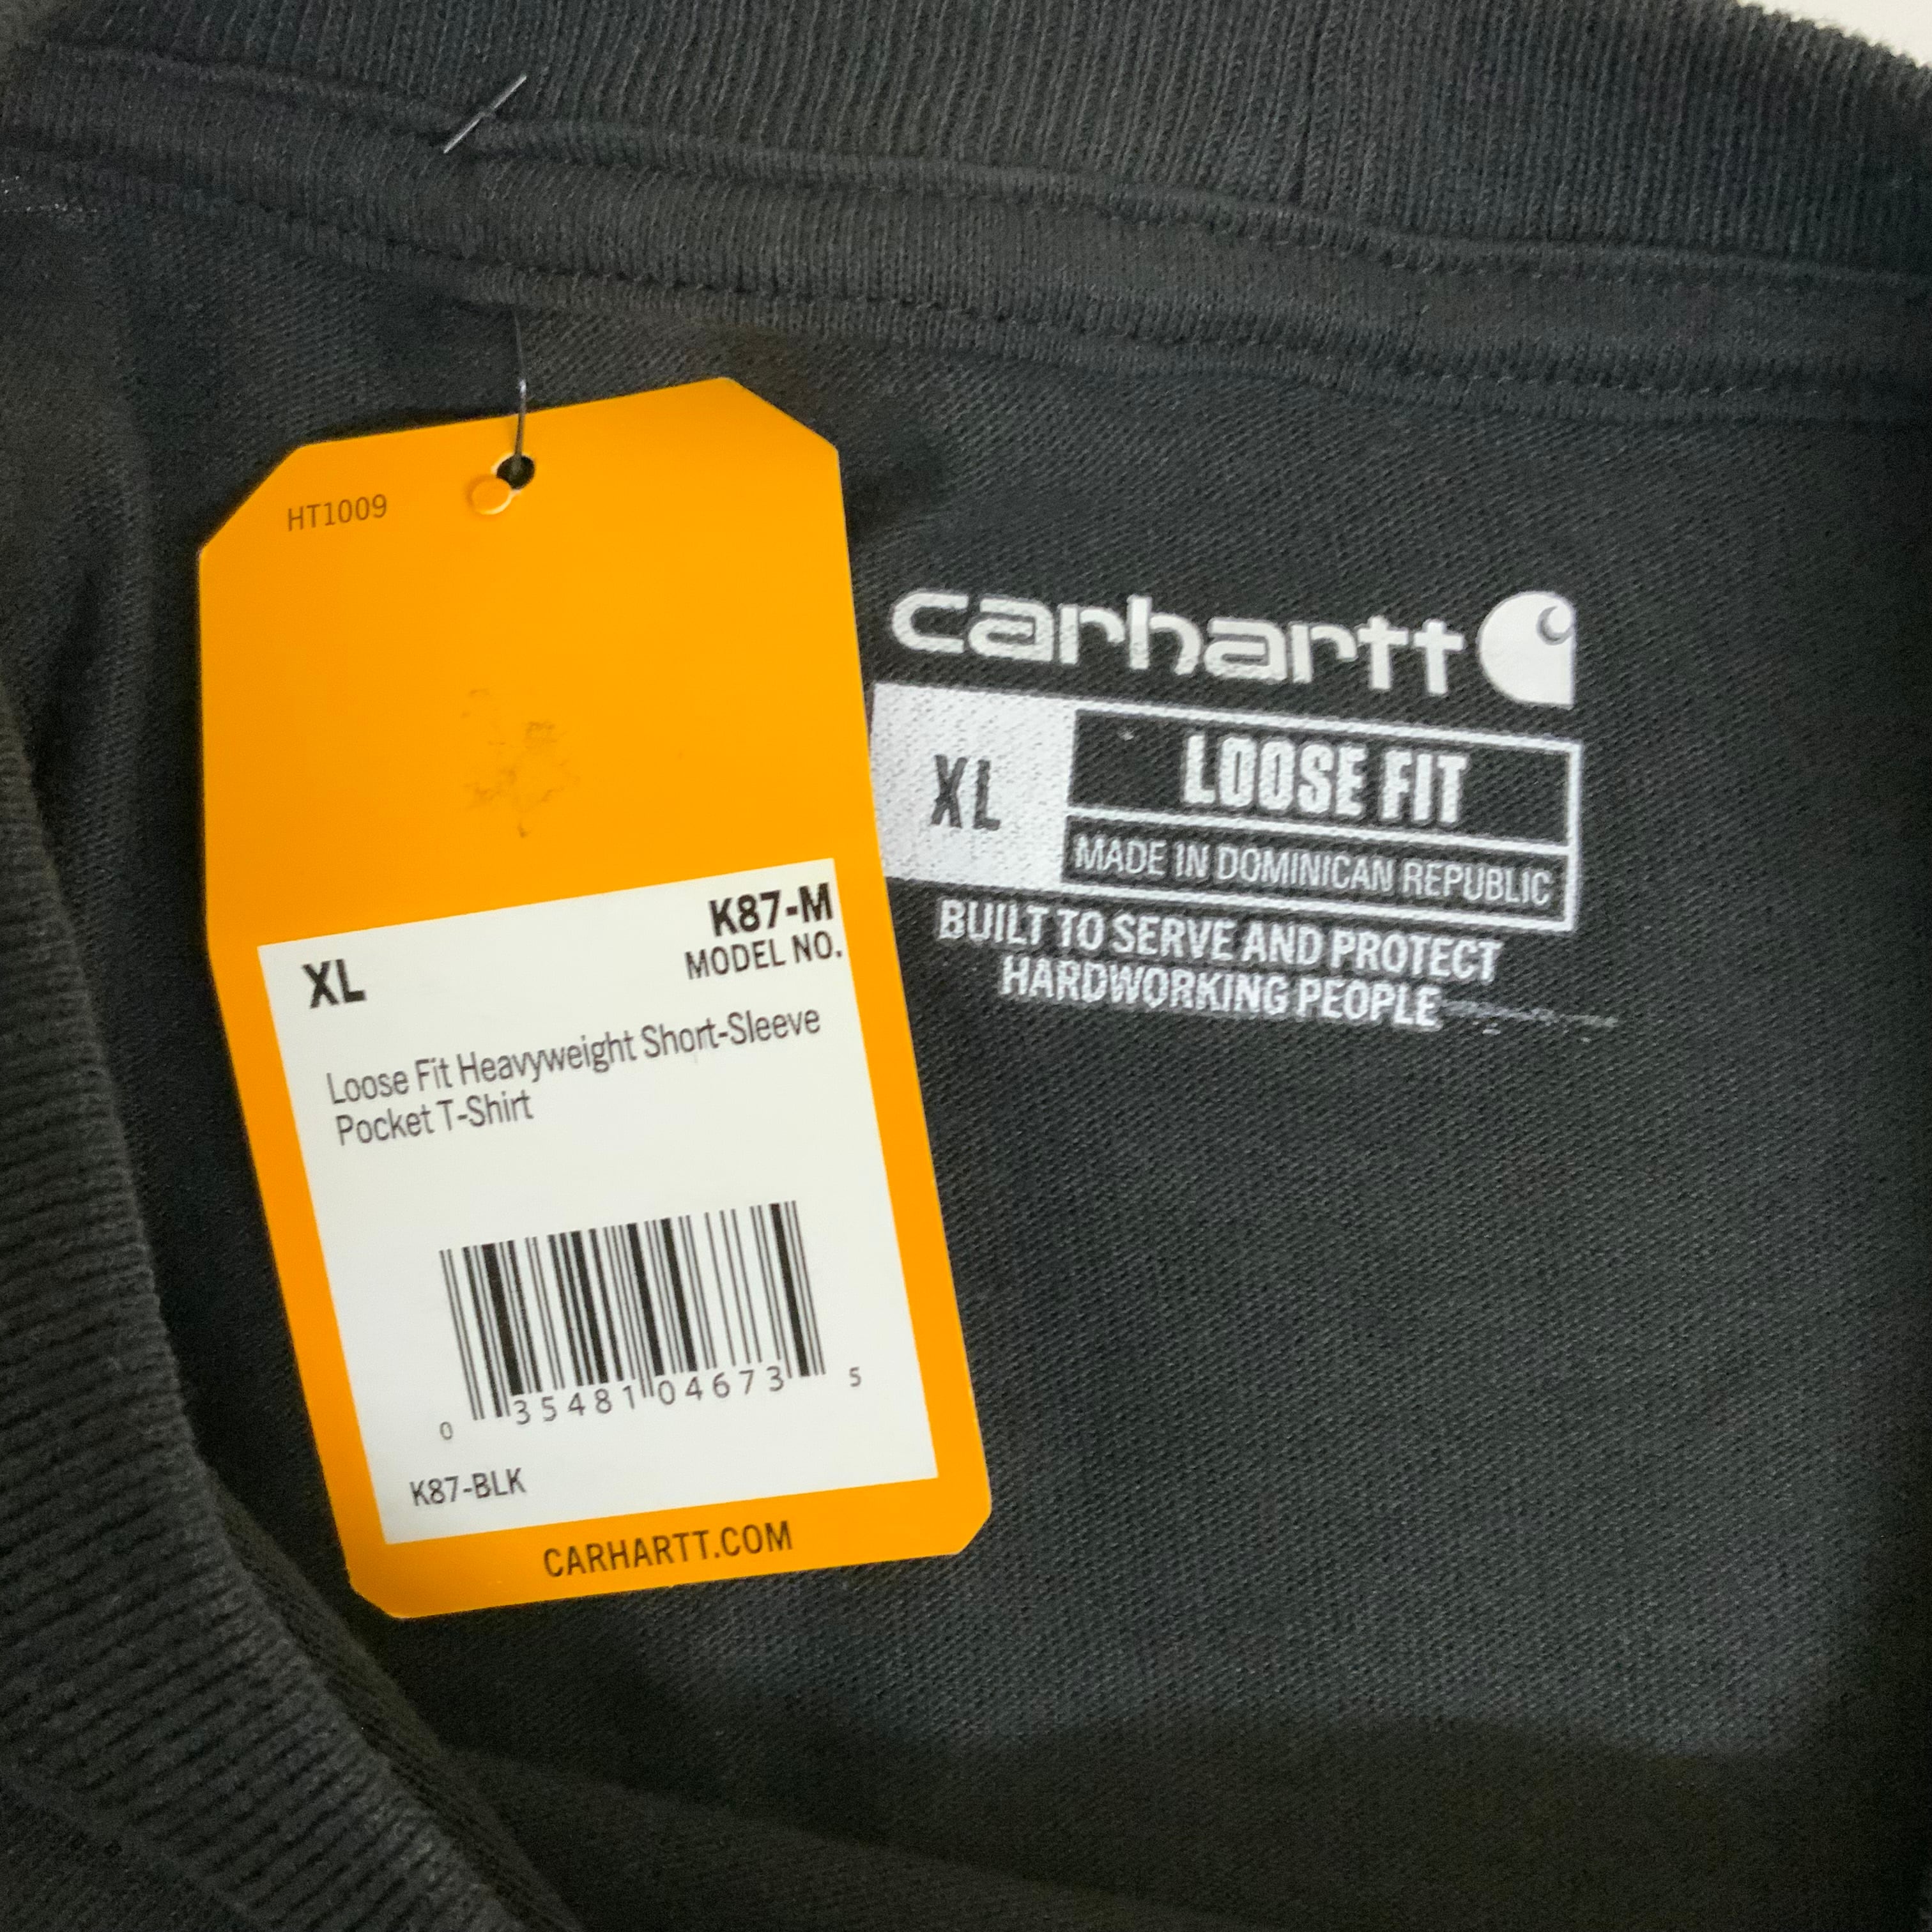 HT1009
K87-M
MODEL NO.
XL
Loose Fit Heavyweight Short-Sleeve
Pocket T-Shirt
0 35481 04673 5
K87-BLK
CARHARTT.COM
carhartt
XL
LOOSE FIT
MADE IN DOMINICAN REPUBLIC
BUILT TO SERVE AND PROTECT
HARDWORKING PEOPLE